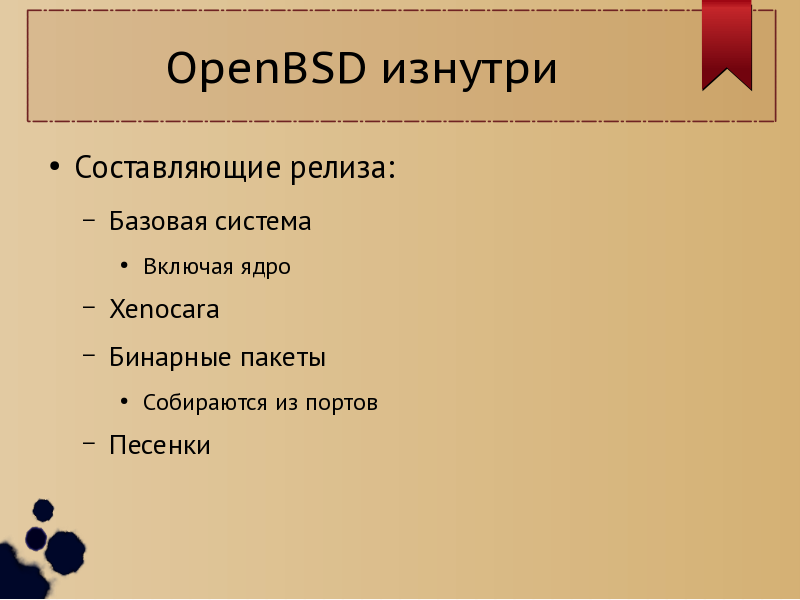 OpenBSD изнутри
• Составляющие релиза:
– Базовая система
• Включая ядро
– Xenocara
– Бинарные пакеты
• Собираются из портов
– Песенки